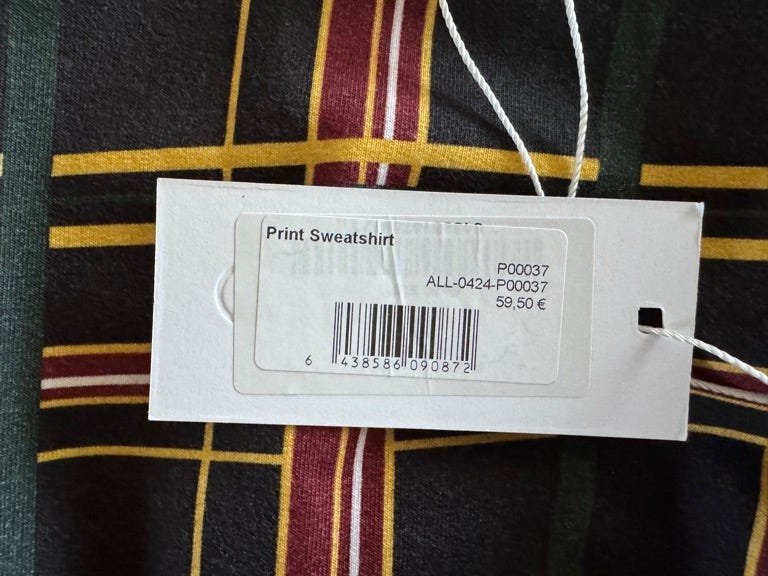 Print Sweatshirt
P00037
ALL-0424-P00037
59,50 €
6 438586 090872